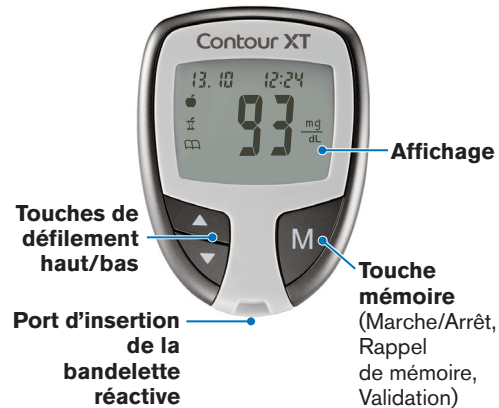 Contour XT
13. 10 12:24
93 mg/dL
Affichage
Touches de
défilement
haut/bas
M
Touche
mémoire
(Marche/Arrêt,
Rappel
de mémoire,
Validation)
Port d’insertion
de la
bandelette
réactive